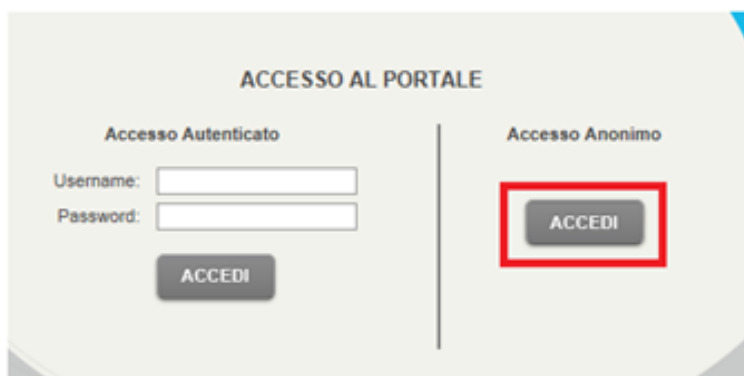 ACCESSO AL PORTALE
Accesso Autenticato
Username:
Password:
ACCEDI
Accesso Anonimo
ACCEDI